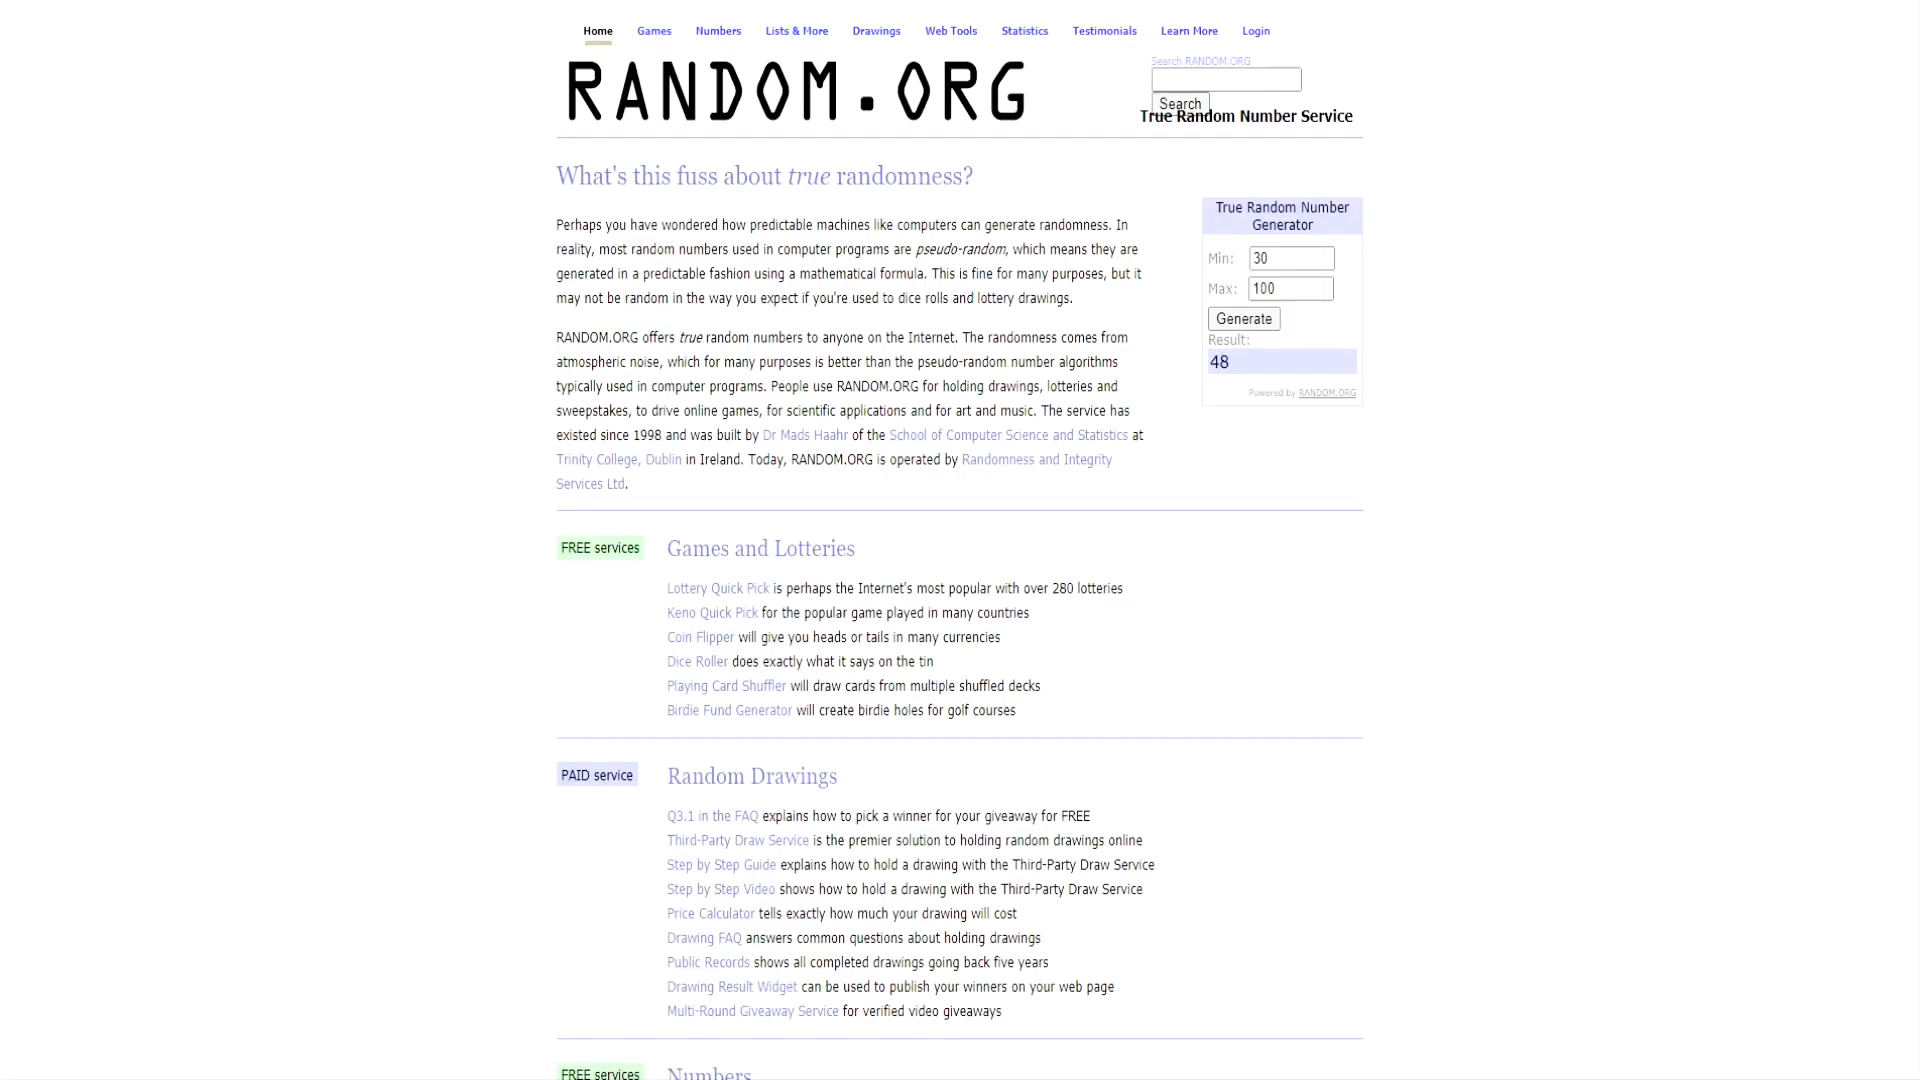 Home Games Numbers Lists & More Drawings Web Tools Statistics Testimonials Learn More Login
RANDOM.ORG
Search RANDOM.ORG
Search
True Random Number Service
What's this fuss about true randomness?
Perhaps you have wondered how predictable machines like computers can generate randomness. In
reality, most random numbers used in computer programs are pseudo-random, which means they are
generated in a predictable fashion using a mathematical formula. This is fine for many purposes, but it
may not be random in the way you expect if you're used to dice rolls and lottery drawings.
RANDOM.ORG offers true random numbers to anyone on the Internet. The randomness comes from
atmospheric noise, which for many purposes is better than the pseudo-random number algorithms
typically used in computer programs. People use RANDOM.ORG for holding drawings, lotteries and
sweepstakes, to drive online games, for scientific applications and for art and music. The service has
existed since 1998 and was built by Dr Mads Haahr of the School of Computer Science and Statistics at
Trinity College, Dublin in Ireland. Today, RANDOM.ORG is operated by Randomness and Integrity
Services Ltd.
True Random Number
Generator
Min: 30
Max: 100
Generate
Result:
48
Powered by RANDOM.ORG
FREE services
Games and Lotteries
Lottery Quick Pick is perhaps the Internet's most popular with over 280 lotteries
Keno Quick Pick for the popular game played in many countries
Coin Flipper will give you heads or tails in many currencies
Dice Roller does exactly what it says on the tin
Playing Card Shuffler will draw cards from multiple shuffled decks
Birdie Fund Generator will create birdie holes for golf courses
PAID service
Random Drawings
Q3.1 in the FAQ explains how to pick a winner for your giveaway for FREE
Third-Party Draw Service is the premier solution to holding random drawings online
Step by Step Guide explains how to hold a drawing with the Third-Party Draw Service
Step by Step Video shows how to hold a drawing with the Third-Party Draw Service
Price Calculator tells exactly how much your drawing will cost
Drawing FAQ answers common questions about holding drawings
Public Records shows all completed drawings going back five years
Drawing Result Widget can be used to publish your winners on your web page
Multi-Round Giveaway Service for verified video giveaways
FREE services
Numbers